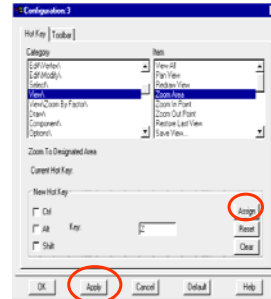 Configuration:3
Hot Key Toolbar
Category Item
Edit\Vertex\
Edit\Modify\
Select\
View\
View\Zoom By Factor\
Draw\
Component\
Options\
View All
Pan View
Redraw View
Zoom Area
Zoom In Point
Zoom Out Point
Restore Last View
Save View...
Zoom To Designated Area
Current Hot Key:
New Hot Key
Ctrl Assign
Alt Key: Z Reset
Shift Clear
OK Apply Cancel Default Help